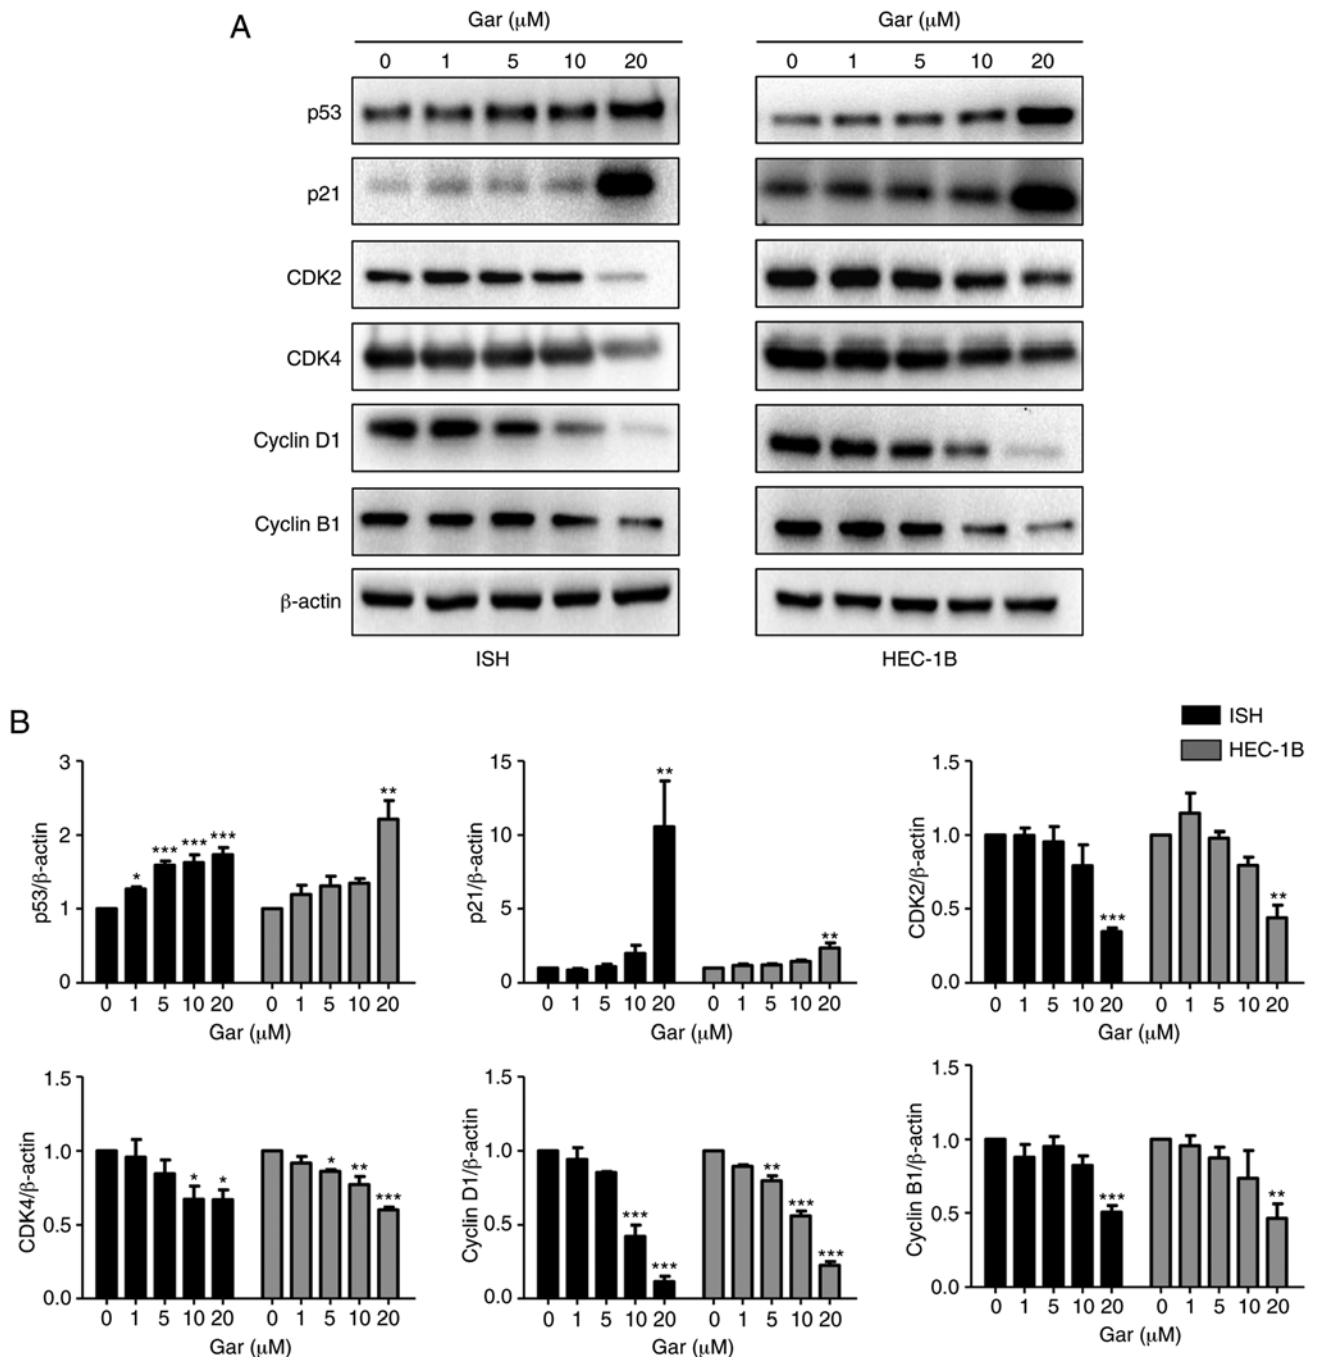 A
Gar (μM)
Gar (μM)
0 1 5 10 20
0 1 5 10 20
p53
p21
CDK2
CDK4
Cyclin D1
Cyclin B1
β-actin
ISH
HEC-1B
B
ISH
HEC-1B
p53/β-actin
3
2
1
0
* *** *** *** **
0 1 5 10 20 0 1 5 10 20
Gar (μM)
p21/β-actin
15
10
5
0
** **
0 1 5 10 20 0 1 5 10 20
Gar (μM)
CDK2/β-actin
1.5
1.0
0.5
0.0
*** **
0 1 5 10 20 0 1 5 10 20
Gar (μM)
CDK4/β-actin
1.5
1.0
0.5
0.0
* * * ** ***
0 1 5 10 20 0 1 5 10 20
Gar (μM)
Cyclin D1/β-actin
1.5
1.0
0.5
0.0
*** *** ** *** ***
0 1 5 10 20 0 1 5 10 20
Gar (μM)
Cyclin B1/β-actin
1.5
1.0
0.5
0.0
*** **
0 1 5 10 20 0 1 5 10 20
Gar (μM)